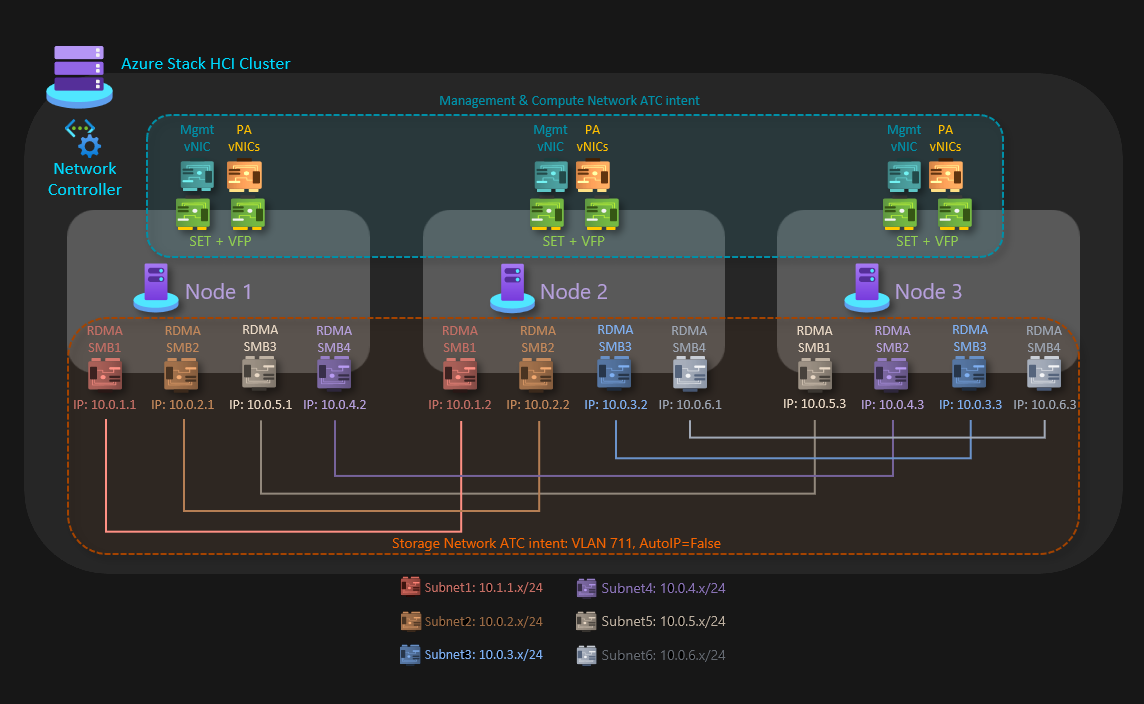 Azure Stack HCI Cluster
Management & Compute Network ATC intent
Network
Controller
Mgmt
vNIC
PA
vNICs
SET + VFP
Mgmt
vNIC
PA
vNICs
SET + VFP
Mgmt
vNIC
PA
vNICs
SET + VFP
Node 1
Node 2
Node 3
RDMA
SMB1
RDMA
SMB2
RDMA
SMB3
RDMA
SMB4
RDMA
SMB1
RDMA
SMB2
RDMA
SMB3
RDMA
SMB4
RDMA
SMB1
RDMA
SMB2
RDMA
SMB3
RDMA
SMB4
IP: 10.0.1.1
IP: 10.0.2.1
IP: 10.0.5.1
IP: 10.0.4.2
IP: 10.0.1.2
IP: 10.0.2.2
IP: 10.0.3.2
IP: 10.0.6.1
IP: 10.0.5.3
IP: 10.0.4.3
IP: 10.0.3.3
IP: 10.0.6.3
Storage Network ATC intent: VLAN 711, AutoIP=False
Subnet1: 10.1.1.x/24
Subnet2: 10.0.2.x/24
Subnet3: 10.0.3.x/24
Subnet4: 10.0.4.x/24
Subnet5: 10.0.5.x/24
Subnet6: 10.0.6.x/24